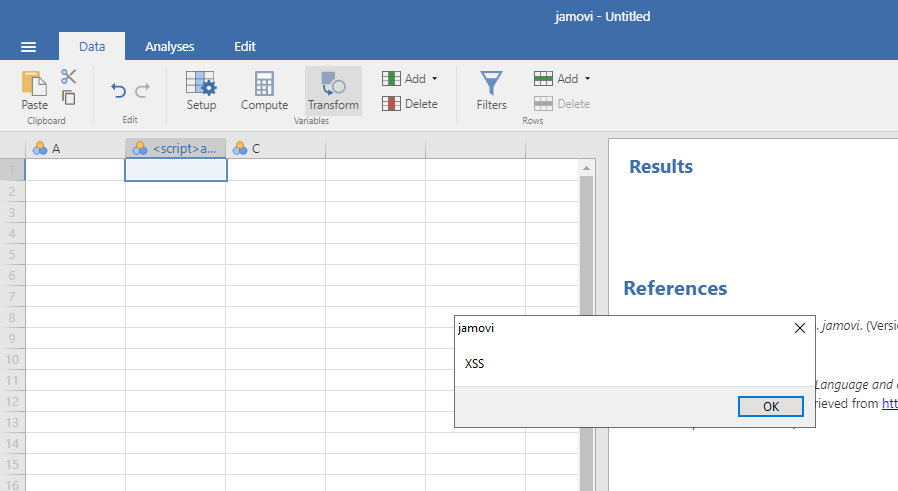 jamovi - Untitled
Data Analyses Edit
Paste
Clipboard
Edit
Setup Compute Transform
Add
Delete
Variables
Filters
Add
Delete
Rows
A <script>a... C
1
2
3
4
5
6
7
8
9
10
11
12
13
14
15
16
Results
References
. jamovi. (Versio
Language and
rieved from htt
jamovi
XSS
OK